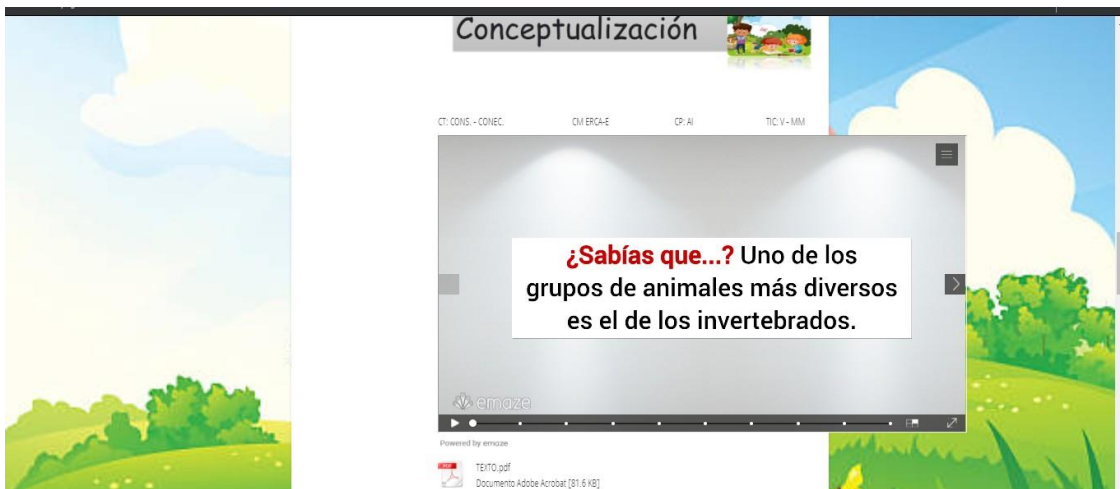 Conceptualización
CT: CONS. - CONEC. CM ERCA-E CP: AI TIC: V - MM
¿Sabías que...? Uno de los
grupos de animales más diversos
es el de los invertebrados.
emaze
Powered by emaze
PDF
TEXTO.pdf
Documento Adobe Acrobat [81.6 KB]